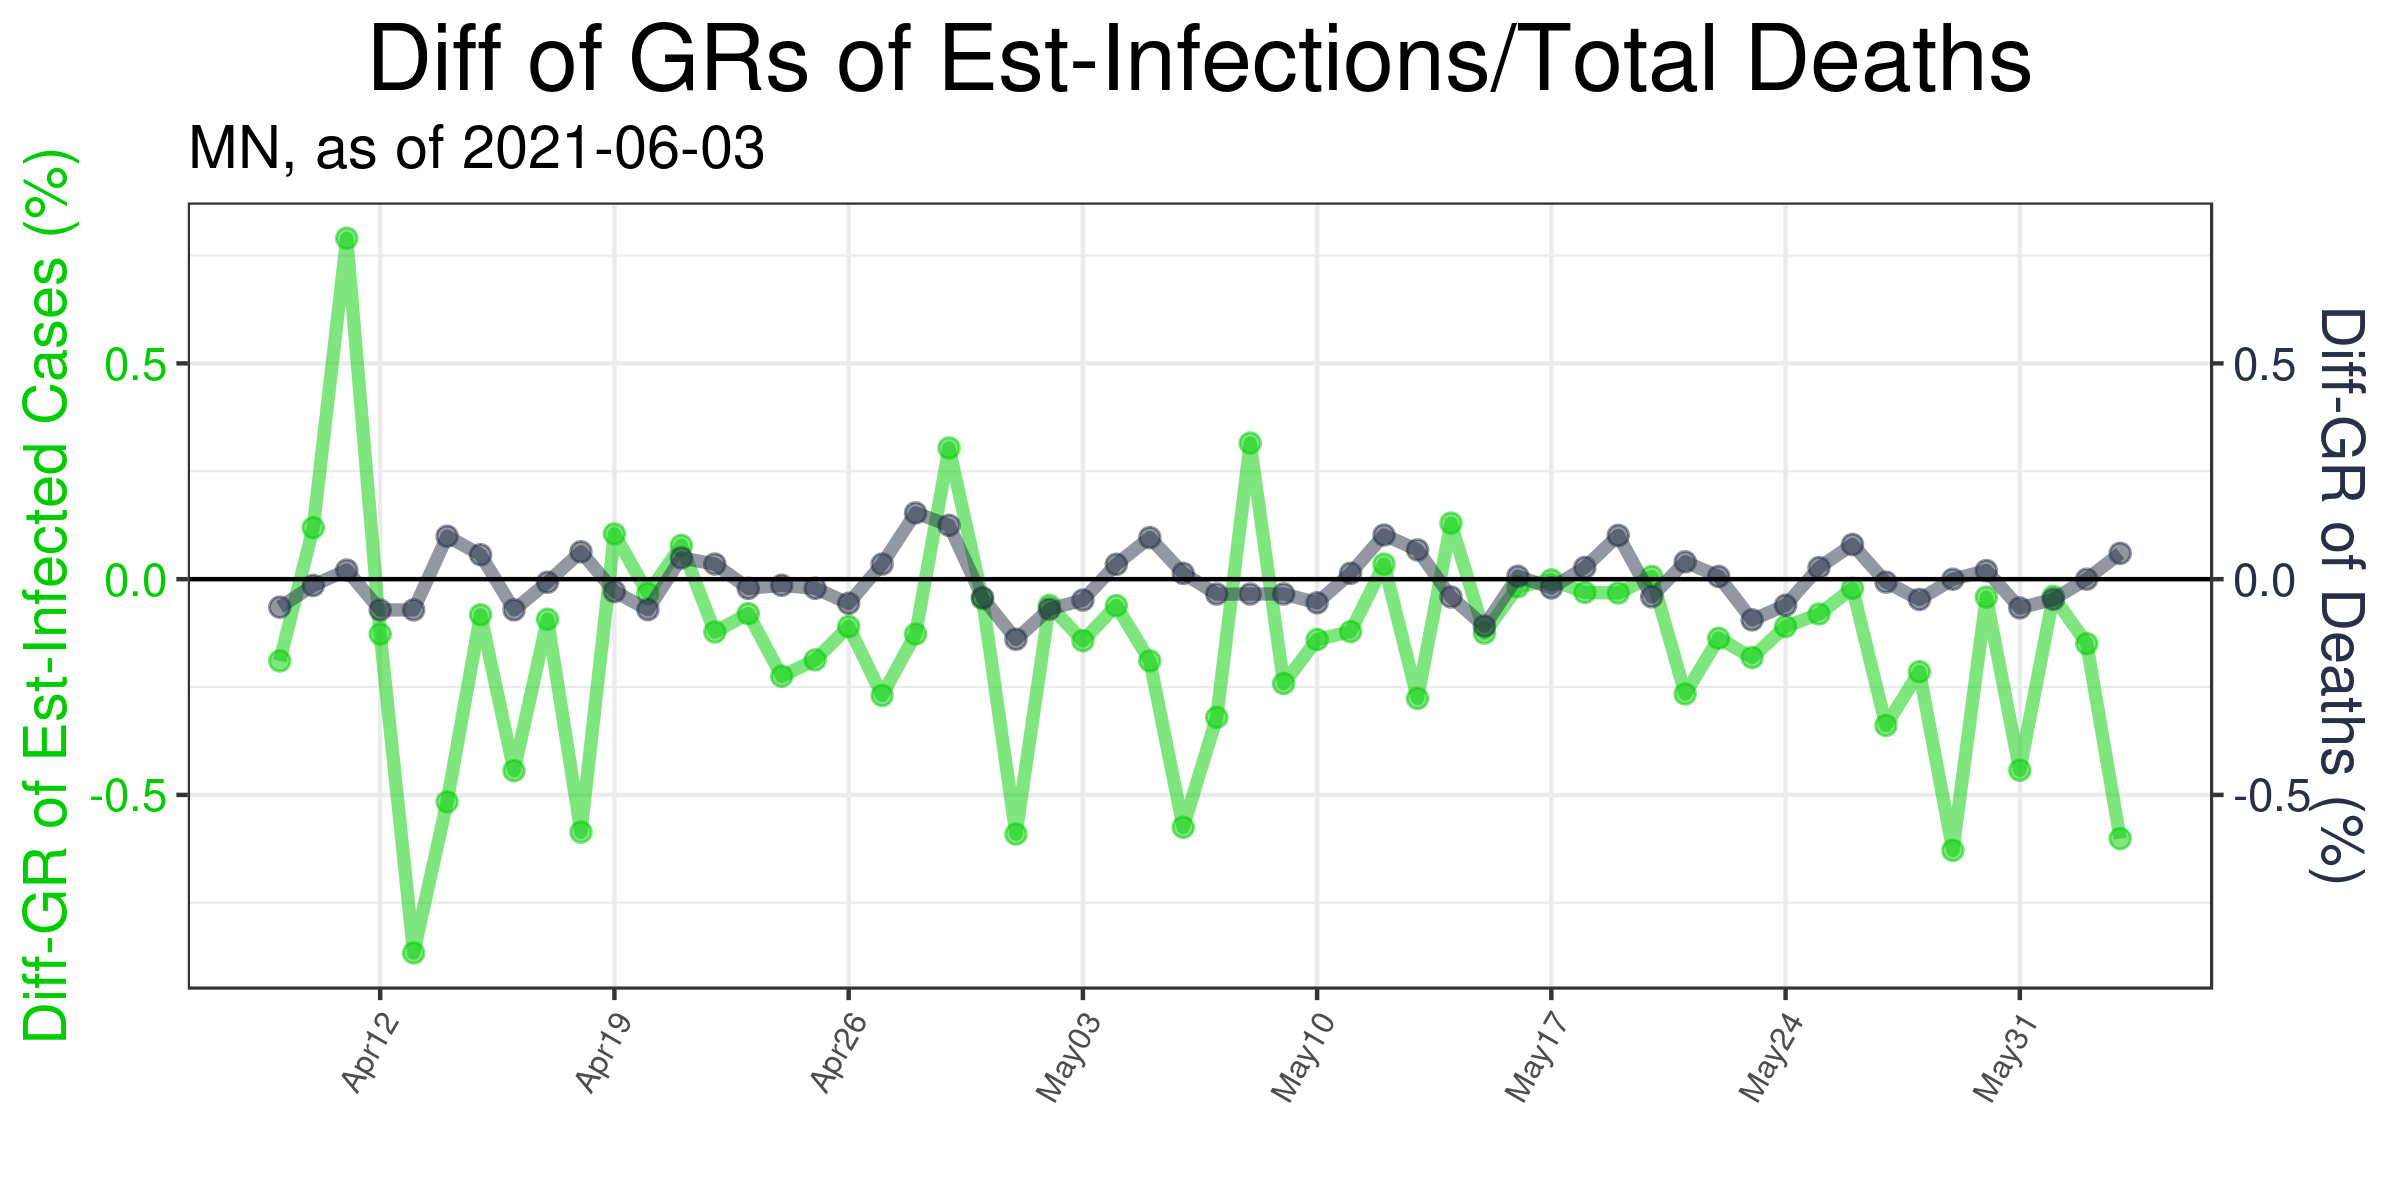 Diff of GRs of Est-Infections/Total Deaths
MN, as of 2021-06-03
Diff-GR of Est-Infected Cases (%)
0.5
0.0
-0.5
0.5
0.0
-0.5
Diff-GR of Deaths (%)
Apr12
Apr19
Apr26
May03
May10
May17
May24
May31